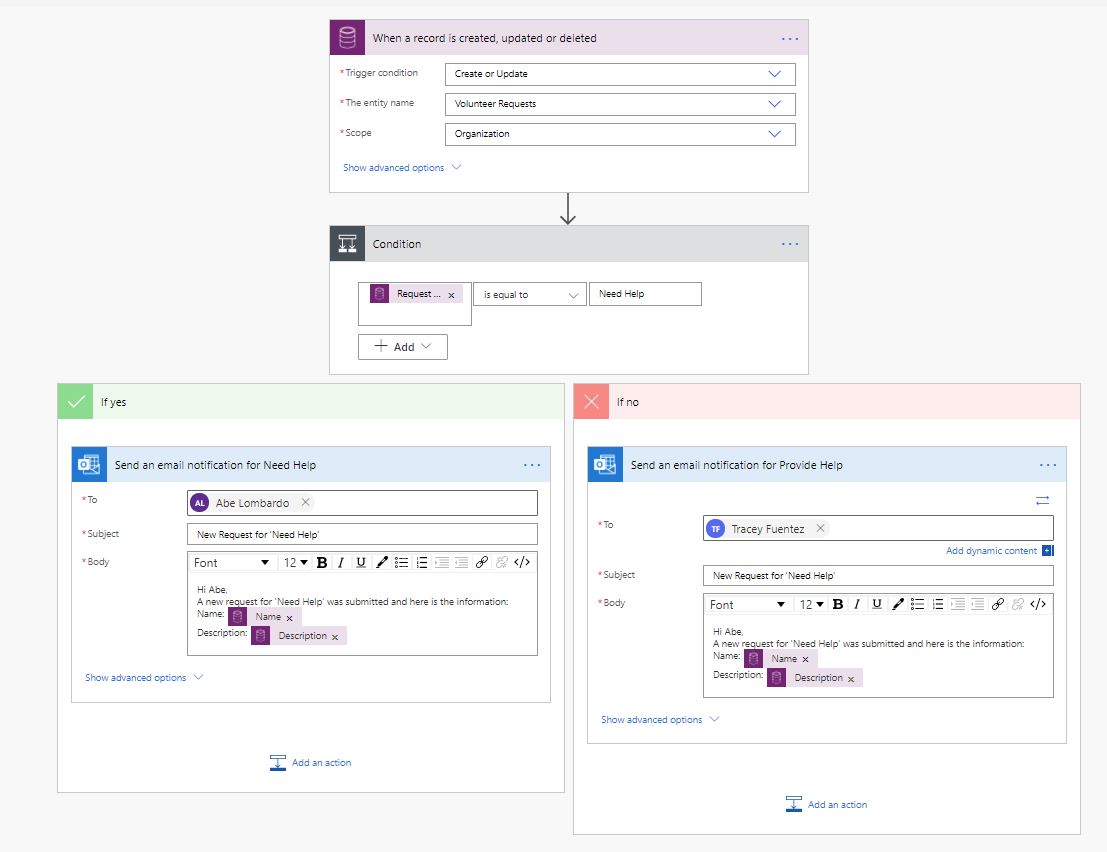 When a record is created, updated or deleted
...
*Trigger condition
Create or Update
*The entity name
Volunteer Requests
*Scope
Organization
Show advanced options
Condition
...
Request ... x
is equal to
Need Help
+ Add
If yes
Send an email notification for Need Help
...
*To
AL Abe Lombardo ×
*Subject
New Request for 'Need Help'
*Body
Font 12 B I U </>
Hi Abe,
A new request for 'Need Help' was submitted and here is the information:
Name: Name x
Description: Description x
Show advanced options
Add an action
If no
Send an email notification for Provide Help
...
*To
TF Tracey Fuentez ×
Add dynamic content +
*Subject
New Request for 'Need Help'
*Body
Font 12 B I U </>
Hi Abe,
A new request for 'Need Help' was submitted and here is the information:
Name: Name x
Description: Description x
Show advanced options
Add an action